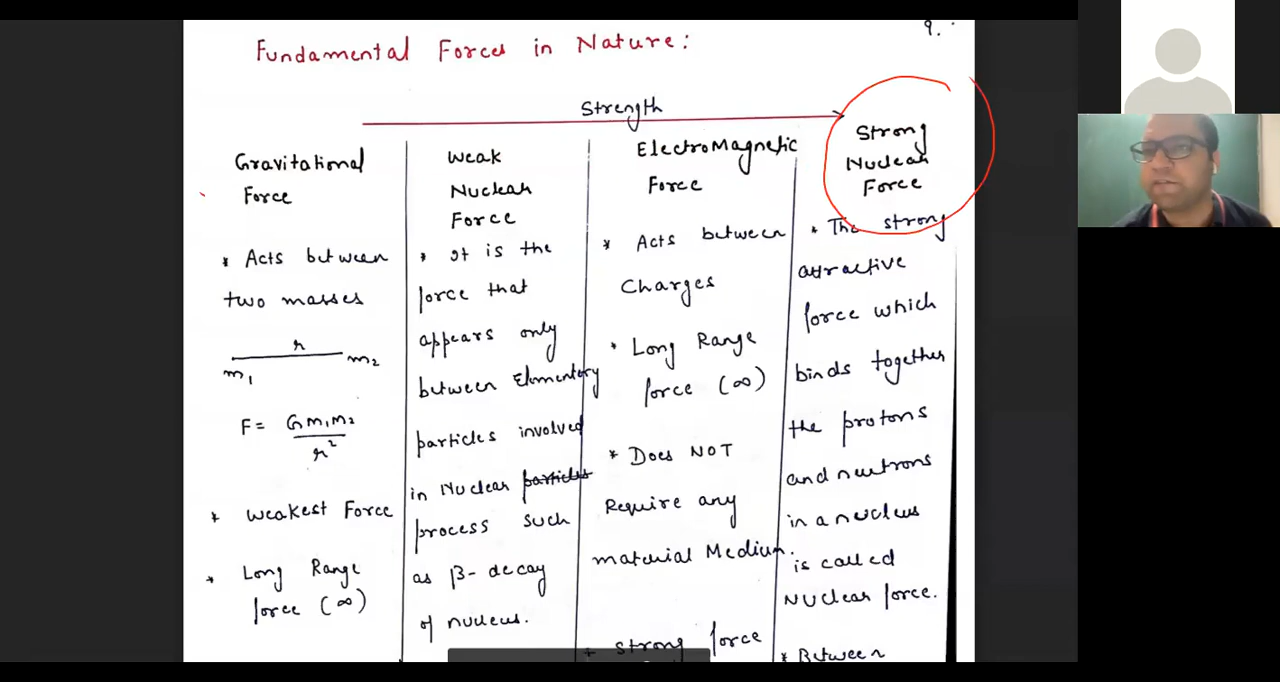 9.
Fundamental Forces in Nature:
Strength
Gravitational
Force
* Acts between
two masses
r
m1 m2
F= Gm1m2
r²
* Weakest Force
* Long Range
force (∞)
Weak
Nuclear
Force
* It is the
force that
appears only
between Elementory
particles involved
in Nuclear particles
process such
as β-decay
of nucleus.
ElectroMagnetic
Force
* Acts between
Charges
* Long Range
force (∞)
* Does NOT
Require any
material Medium.
* Strong force
Strong
Nuclear
Force
* The strong
attractive
force which
binds together
the protons
and neutrons
in a nucleus
is called
Nuclear force.
* Between